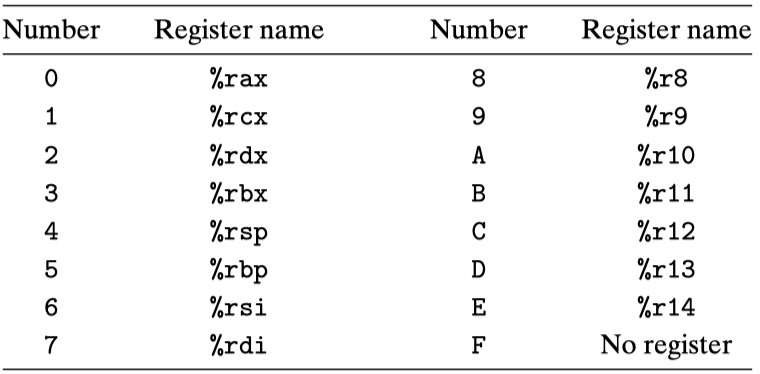 Number Register name Number Register name
0 %rax 8 %r8
1 %rcx 9 %r9
2 %rdx A %r10
3 %rbx B %r11
4 %rsp C %r12
5 %rbp D %r13
6 %rsi E %r14
7 %rdi F No register